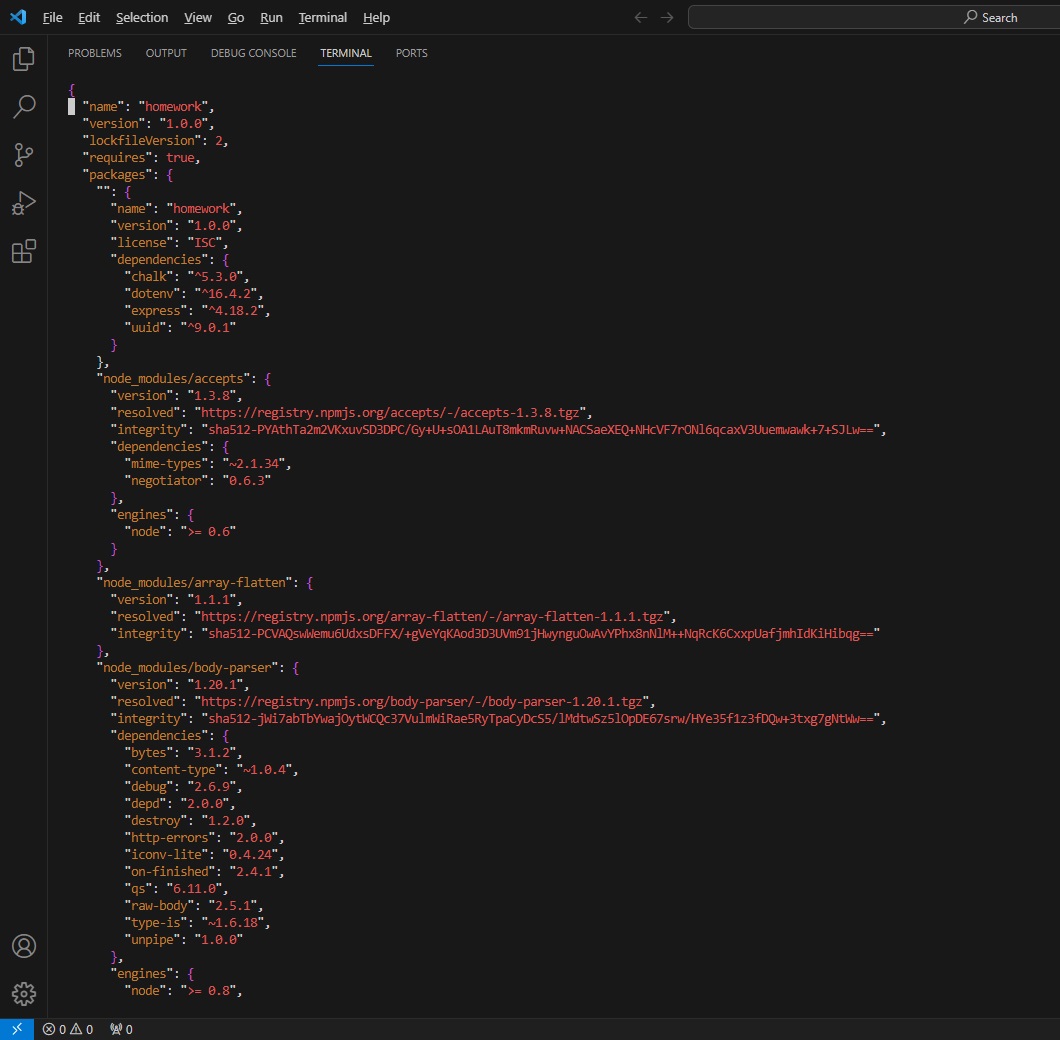 File Edit Selection View Go Run Terminal Help
Search
PROBLEMS OUTPUT DEBUG CONSOLE TERMINAL PORTS
{
"name": "homework",
"version": "1.0.0",
"lockfileVersion": 2,
"requires": true,
"packages": {
"": {
"name": "homework",
"version": "1.0.0",
"license": "ISC",
"dependencies": {
"chalk": "^5.3.0",
"dotenv": "^16.4.2",
"express": "^4.18.2",
"uuid": "^9.0.1"
}
},
"node_modules/accepts": {
"version": "1.3.8",
"resolved": "https://registry.npmjs.org/accepts/-/accepts-1.3.8.tgz",
"integrity": "sha512-PYAthTa2m2VKxuvSD3DPC/Gy+U+sOA1LAuT8mkmRuvw+NACSaeXEQ+NHcVF7rONl6qcaxV3Uuemwawk+7+SJLw==",
"dependencies": {
"mime-types": "~2.1.34",
"negotiator": "0.6.3"
},
"engines": {
"node": ">= 0.6"
}
},
"node_modules/array-flatten": {
"version": "1.1.1",
"resolved": "https://registry.npmjs.org/array-flatten/-/array-flatten-1.1.1.tgz",
"integrity": "sha512-PCVAQswWemu6UdxsDFFX/+gVeYqKAod3D3UVm91jHwynguOwAvYPhx8nNlM++NqRcK6CxxpUafjmhIdKiHibqg=="
},
"node_modules/body-parser": {
"version": "1.20.1",
"resolved": "https://registry.npmjs.org/body-parser/-/body-parser-1.20.1.tgz",
"integrity": "sha512-jWi7abTbYwajOytWCQc37VulmWiRae5RyTpaCyDcS5/lMdtwSz5lOpDE67srw/HYe35f1z3fDQw+3txg7gNtWw==",
"dependencies": {
"bytes": "3.1.2",
"content-type": "~1.0.4",
"debug": "2.6.9",
"depd": "2.0.0",
"destroy": "1.2.0",
"http-errors": "2.0.0",
"iconv-lite": "0.4.24",
"on-finished": "2.4.1",
"qs": "6.11.0",
"raw-body": "2.5.1",
"type-is": "~1.6.18",
"unpipe": "1.0.0"
},
"engines": {
"node": ">= 0.8",
0 0 0